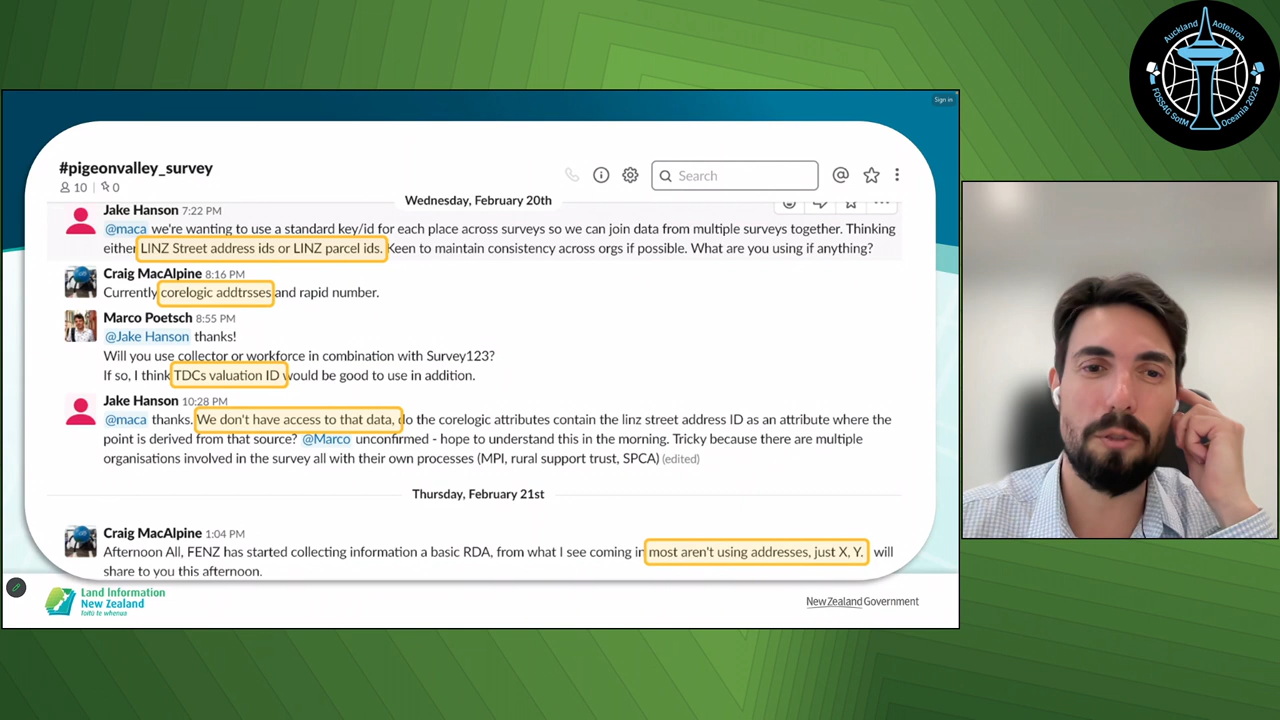 Auckland Aotearoa
FOSS4G SotM Oceania 2023
Sign in
#pigeonvalley_survey
10 | 0
Search
Wednesday, February 20th
Jake Hanson 7:22 PM
@maca we're wanting to use a standard key/id for each place across surveys so we can join data from multiple surveys together. Thinking
either LINZ Street address ids or LINZ parcel ids. Keen to maintain consistency across orgs if possible. What are you using if anything?
Craig MacAlpine 8:16 PM
Currently corelogic addtrsses and rapid number.
Marco Poetsch 8:55 PM
@Jake Hanson thanks!
Will you use collector or workforce in combination with Survey123?
If so, I think TDCs valuation ID would be good to use in addition.
Jake Hanson 10:28 PM
@maca thanks. We don't have access to that data, do the corelogic attributes contain the linz street address ID as an attribute where the
point is derived from that source? @Marco unconfirmed - hope to understand this in the morning. Tricky because there are multiple
organisations involved in the survey all with their own processes (MPI, rural support trust, SPCA) (edited)
Thursday, February 21st
Craig MacAlpine 1:04 PM
Afternoon All, FENZ has started collecting information a basic RDA, from what I see coming in most aren't using addresses, just X, Y. will
share to you this afternoon.
Land Information
New Zealand
Toitū te whenua
New Zealand Government